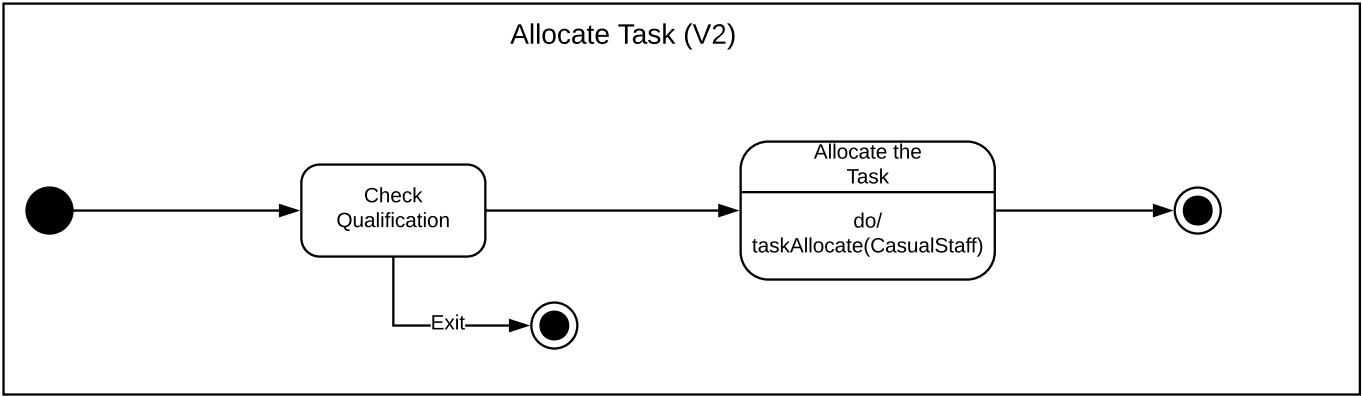 Allocate Task (V2)
Check
Qualification
Allocate the
Task
do/
taskAllocate(CasualStaff)
Exit